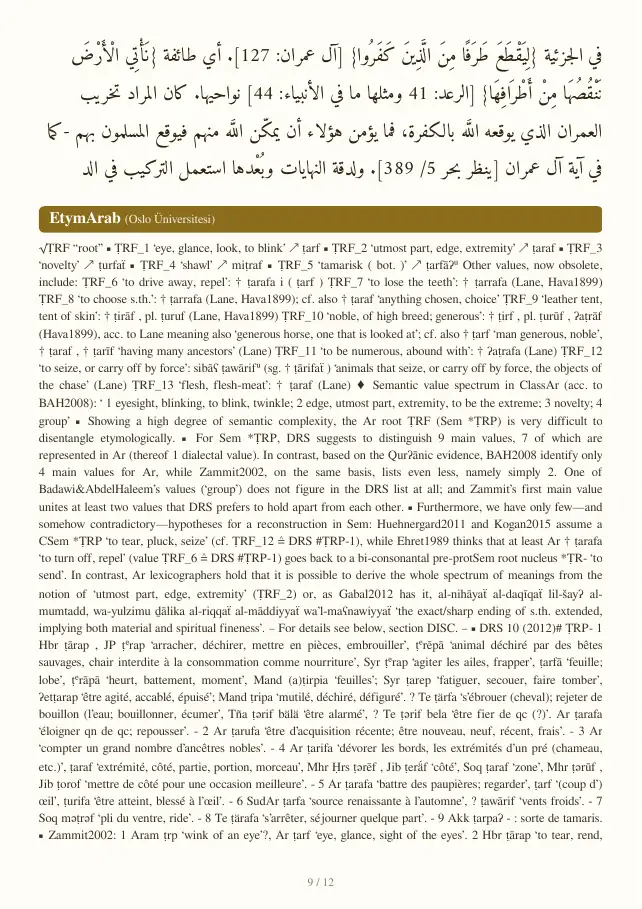 في الجزئية {لِيَقْطَعَ طَرَفًا مِنَ الَّذِينَ كَفَرُوا} [آل عمران: 127]. أي طائفة {نَأْتِي الْأَرْضَ
نَنْقُصُهَا مِنْ أَطْرَافِهَا} [الرعد: 41 ومثلها ما في الأنبياء: 44] نواحيها. كان المراد تخريب
العمران الذي يوقعه الله بالكفرة، فما يؤمن هؤلاء أن يمكّن الله منهم فيوقع المسلمون بهم -كما
في آية آل عمران [ينظر بحر 5/ 389]. ولدقة النهايات وبُعْدها استعمل التركيب في الد
EtymArab (Oslo Üniversitesi)
√ṬRF “root” ▪ ṬRF_1 ‘eye, glance, look, to blink’ ↗ ṭarf ▪ ṬRF_2 ‘utmost part, edge, extremity’ ↗ ṭaraf ▪ ṬRF_3
‘novelty’ ↗ ṭurfaẗ ▪ ṬRF_4 ‘shawl’ ↗ miṭraf ▪ ṬRF_5 ‘tamarisk ( bot. )’ ↗ ṭarfāʔᵘ Other values, now obsolete,
include: ṬRF_6 ‘to drive away, repel’: † ṭarafa i ( ṭarf ) ṬRF_7 ‘to lose the teeth’: † ṭarrafa (Lane, Hava1899)
ṬRF_8 ‘to choose s.th.’: † ṭarrafa (Lane, Hava1899); cf. also † ṭaraf ‘anything chosen, choice’ ṬRF_9 ‘leather tent,
tent of skin’: † ṭirāf , pl. ṭuruf (Lane, Hava1899) ṬRF_10 ‘noble, of high breed; generous’: † ṭirf , pl. ṭurūf , ʔaṭrāf
(Hava1899), acc. to Lane meaning also ‘generous horse, one that is looked at’; cf. also † ṭarf ‘man generous, noble’,
† ṭaraf , † ṭarīf ‘having many ancestors’ (Lane) ṬRF_11 ‘to be numerous, abound with’: † ʔaṭrafa (Lane) ṬRF_12
‘to seize, or carry off by force’: sibāʕ ṭawārifᵘ (sg. † ṭārifaẗ ) ‘animals that seize, or carry off by force, the objects of
the chase’ (Lane) ṬRF_13 ‘flesh, flesh-meat’: † ṭaraf (Lane) ♦ Semantic value spectrum in ClassAr (acc. to
BAH2008): ‘ 1 eyesight, blinking, to blink, twinkle; 2 edge, utmost part, extremity, to be the extreme; 3 novelty; 4
group’ ▪ Showing a high degree of semantic complexity, the Ar root ṬRF (Sem *ṬRP) is very difficult to
disentangle etymologically. ▪ For Sem *ṬRP, DRS suggests to distinguish 9 main values, 7 of which are
represented in Ar (thereof 1 dialectal value). In contrast, based on the Qurʔānic evidence, BAH2008 identify only
4 main values for Ar, while Zammit2002, on the same basis, lists even less, namely simply 2. One of
Badawi&AbdelHaleem’s values (‘group’) does not figure in the DRS list at all; and Zammit’s first main value
unites at least two values that DRS prefers to hold apart from each other. ▪ Furthermore, we have only few—and
somehow contradictory—hypotheses for a reconstruction in Sem: Huehnergard2011 and Kogan2015 assume a
CSem *ṬRP ‘to tear, pluck, seize’ (cf. ṬRF_12 ≙ DRS #ṬRP-1), while Ehret1989 thinks that at least Ar † ṭarafa
‘to turn off, repel’ (value ṬRF_6 ≙ DRS #ṬRP-1) goes back to a bi-consonantal pre-protSem root nucleus *ṬR- ‘to
send’. In contrast, Ar lexicographers hold that it is possible to derive the whole spectrum of meanings from the
notion of ‘utmost part, edge, extremity’ (ṬRF_2) or, as Gabal2012 has it, al-nihāyaẗ al-daqīqaẗ lil-šayʔ al-
mumtadd, wa-yulzimu ḏālika al-riqqaẗ al-māddiyyaẗ wa’l-maʕnawiyyaẗ ‘the exact/sharp ending of s.th. extended,
implying both material and spiritual fineness’. – For details see below, section DISC. – ▪ DRS 10 (2012)# ṬRP- 1
Hbr ṭārap , JP ṭᵉrap ‘arracher, déchirer, mettre en pièces, embrouiller’, ṭᵉrēpā ‘animal déchiré par des bêtes
sauvages, chair interdite à la consommation comme nourriture’, Syr ṭᵉrap ‘agiter les ailes, frapper’, ṭarfā ‘feuille;
lobe’, ṭᵉrāpā ‘heurt, battement, moment’, Mand (a)ṭirpia ‘feuilles’; Syr ṭarep ‘fatiguer, secouer, faire tomber’,
ʔeṭṭarap ‘être agité, accablé, épuisé’; Mand ṭripa ‘mutilé, déchiré, défiguré’. ? Te ṭärfa ‘s’ébrouer (cheval); rejeter de
bouillon (l’eau; bouillonner, écumer’, Tña ṭərif bälä ‘être alarmé’, ? Te ṭərif bela ‘être fier de qc (?)’. Ar ṭarafa
‘éloigner qn de qc; repousser’. - 2 Ar ṭarufa ‘être d’acquisition récente; être nouveau, neuf, récent, frais’. - 3 Ar
‘compter un grand nombre d’ancêtres nobles’. - 4 Ar ṭarifa ‘dévorer les bords, les extrémités d’un pré (chameau,
etc.)’, ṭaraf ‘extrémité, côté, partie, portion, morceau’, Mhr Ḥrs ṭərēf , Jib ṭerɛ́f ‘côté’, Soq ṭaraf ‘zone’, Mhr ṭərūf ,
Jib ṭorof ‘mettre de côté pour une occasion meilleure’. - 5 Ar ṭarafa ‘battre des paupières; regarder’, ṭarf ‘(coup d’)
œil’, ṭurifa ‘être atteint, blessé à l’œil’. - 6 SudAr ṭarfa ‘source renaissante à l’automne’, ? ṭawārif ‘vents froids’. - 7
Soq məṭrəf ‘pli du ventre, ride’. - 8 Te ṭärafa ‘s’arrêter, séjourner quelque part’. - 9 Akk ṭarpaʔ - : sorte de tamaris.
▪ Zammit2002: 1 Aram ṭrp ‘wink of an eye’?, Ar ṭarf ‘eye, glance, sight of the eyes’. 2 Hbr ṭārap ‘to tear, rend,
9 / 12